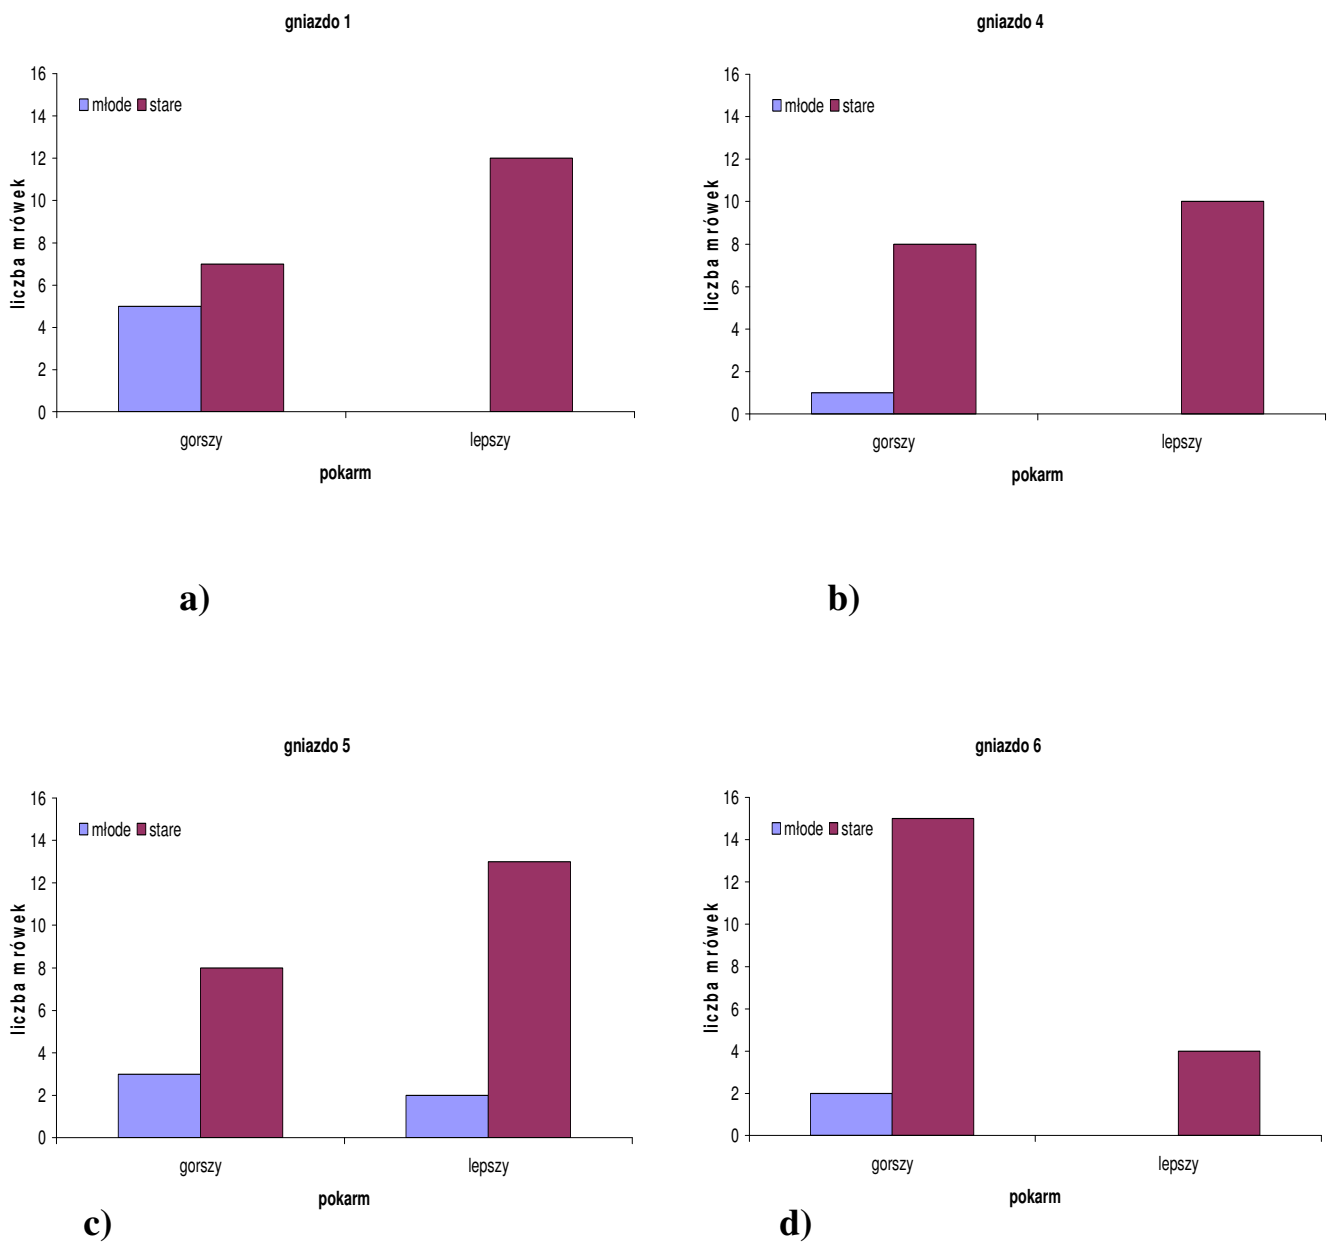 gniazdo 1
16
14
12
10
8
6
4
2
0
młode stare
liczba mrówek
gorszy lepszy
pokarm
a)
gniazdo 4
16
14
12
10
8
6
4
2
0
młode stare
liczba mrówek
gorszy lepszy
pokarm
b)
gniazdo 5
16
14
12
10
8
6
4
2
0
młode stare
liczba mrówek
gorszy lepszy
pokarm
c)
gniazdo 6
16
14
12
10
8
6
4
2
0
młode stare
liczba mrówek
gorszy lepszy
pokarm
d)